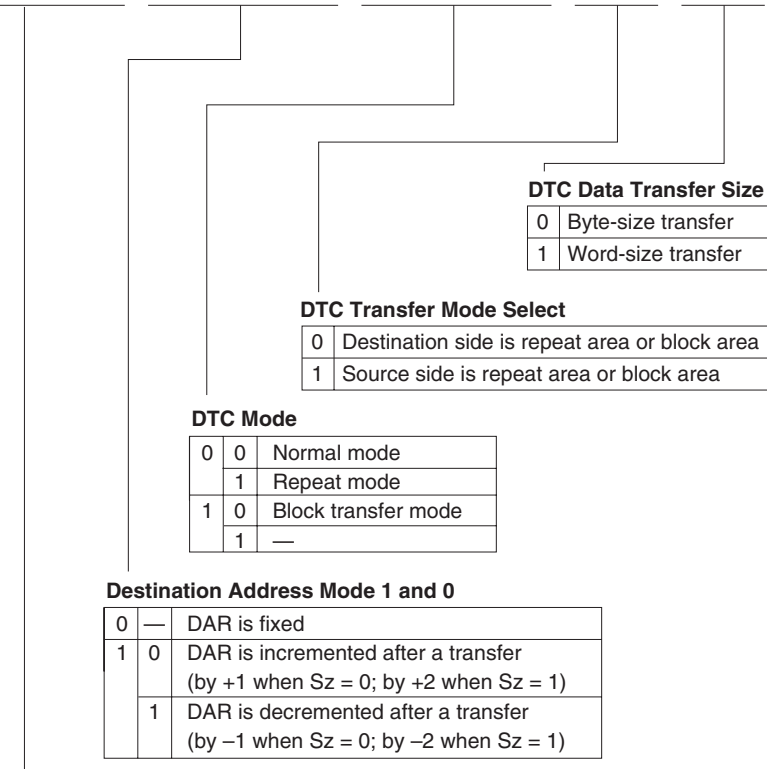 DTC Data Transfer Size
0 Byte-size transfer
1 Word-size transfer
DTC Transfer Mode Select
0 Destination side is repeat area or block area
1 Source side is repeat area or block area
DTC Mode
0 0 Normal mode
1 Repeat mode
1 0 Block transfer mode
1 —
Destination Address Mode 1 and 0
0 — DAR is fixed
1 0 DAR is incremented after a transfer
(by +1 when Sz = 0; by +2 when Sz = 1)
1 DAR is decremented after a transfer
(by –1 when Sz = 0; by –2 when Sz = 1)